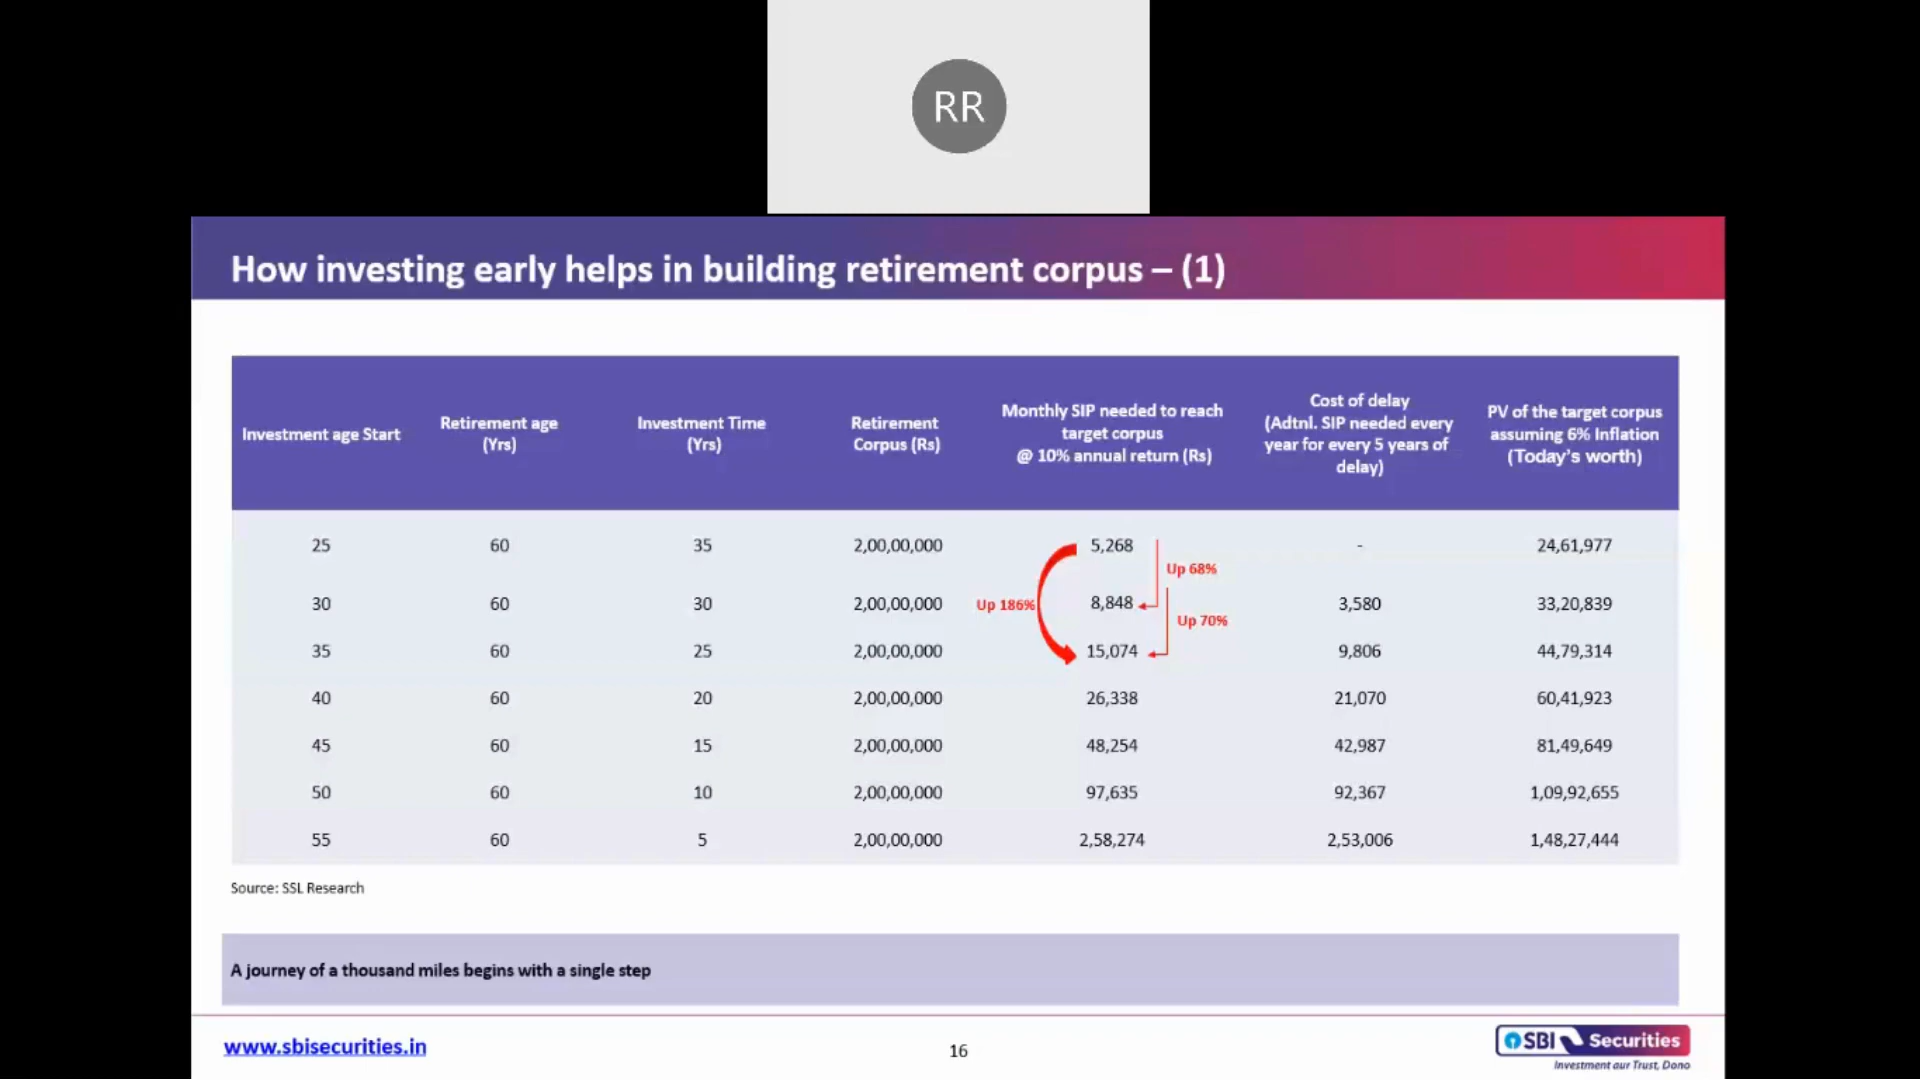 RR
How investing early helps in building retirement corpus – (1)
Investment age Start
Retirement age
(Yrs)
Investment Time
(Yrs)
Retirement
Corpus (Rs)
Monthly SIP needed to reach
target corpus
@ 10% annual return (Rs)
Cost of delay
(Adtnl. SIP needed every
year for every 5 years of
delay)
PV of the target corpus
assuming 6% Inflation
(Today's worth)
25 60 35 2,00,00,000 5,268 - 24,61,977
Up 68%
30 60 30 2,00,00,000 Up 186% 8,848 3,580 33,20,839
Up 70%
35 60 25 2,00,00,000 15,074 9,806 44,79,314
40 60 20 2,00,00,000 26,338 21,070 60,41,923
45 60 15 2,00,00,000 48,254 42,987 81,49,649
50 60 10 2,00,00,000 97,635 92,367 1,09,92,655
55 60 5 2,00,00,000 2,58,274 2,53,006 1,48,27,444
Source: SSL Research
A journey of a thousand miles begins with a single step
www.sbisecurities.in
16
SBI Securities
Investment aur Trust, Dono